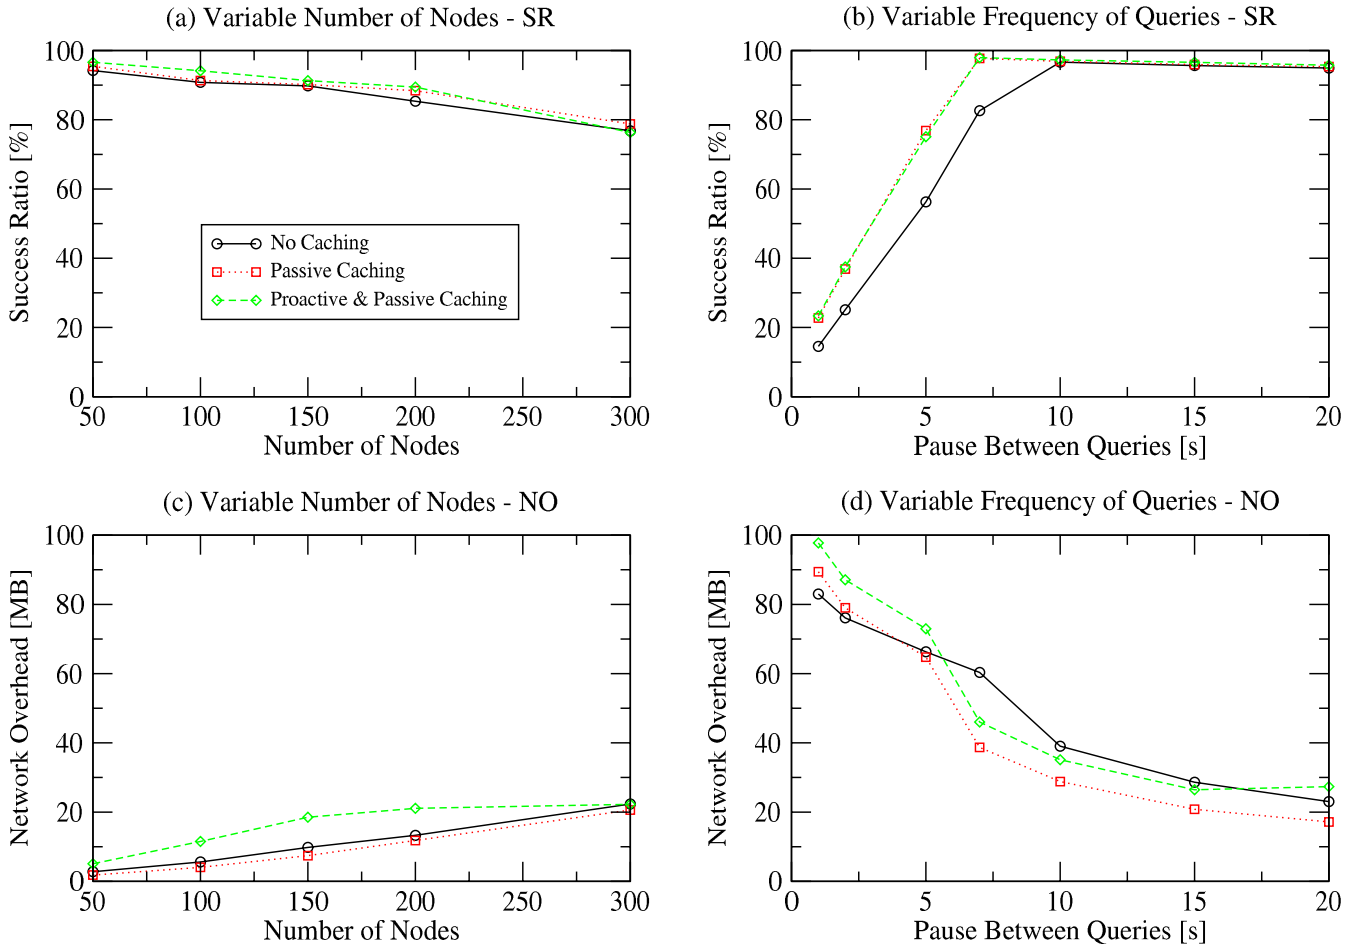 (a) Variable Number of Nodes - SR
100
80
60
40
20
0
Success Ratio [%]
No Caching
Passive Caching
Proactive & Passive Caching
50 100 150 200 250 300
Number of Nodes
(b) Variable Frequency of Queries - SR
100
80
60
40
20
0
Success Ratio [%]
0 5 10 15 20
Pause Between Queries [s]
(c) Variable Number of Nodes - NO
100
80
60
40
20
0
Network Overhead [MB]
50 100 150 200 250 300
Number of Nodes
(d) Variable Frequency of Queries - NO
100
80
60
40
20
0
Network Overhead [MB]
0 5 10 15 20
Pause Between Queries [s]